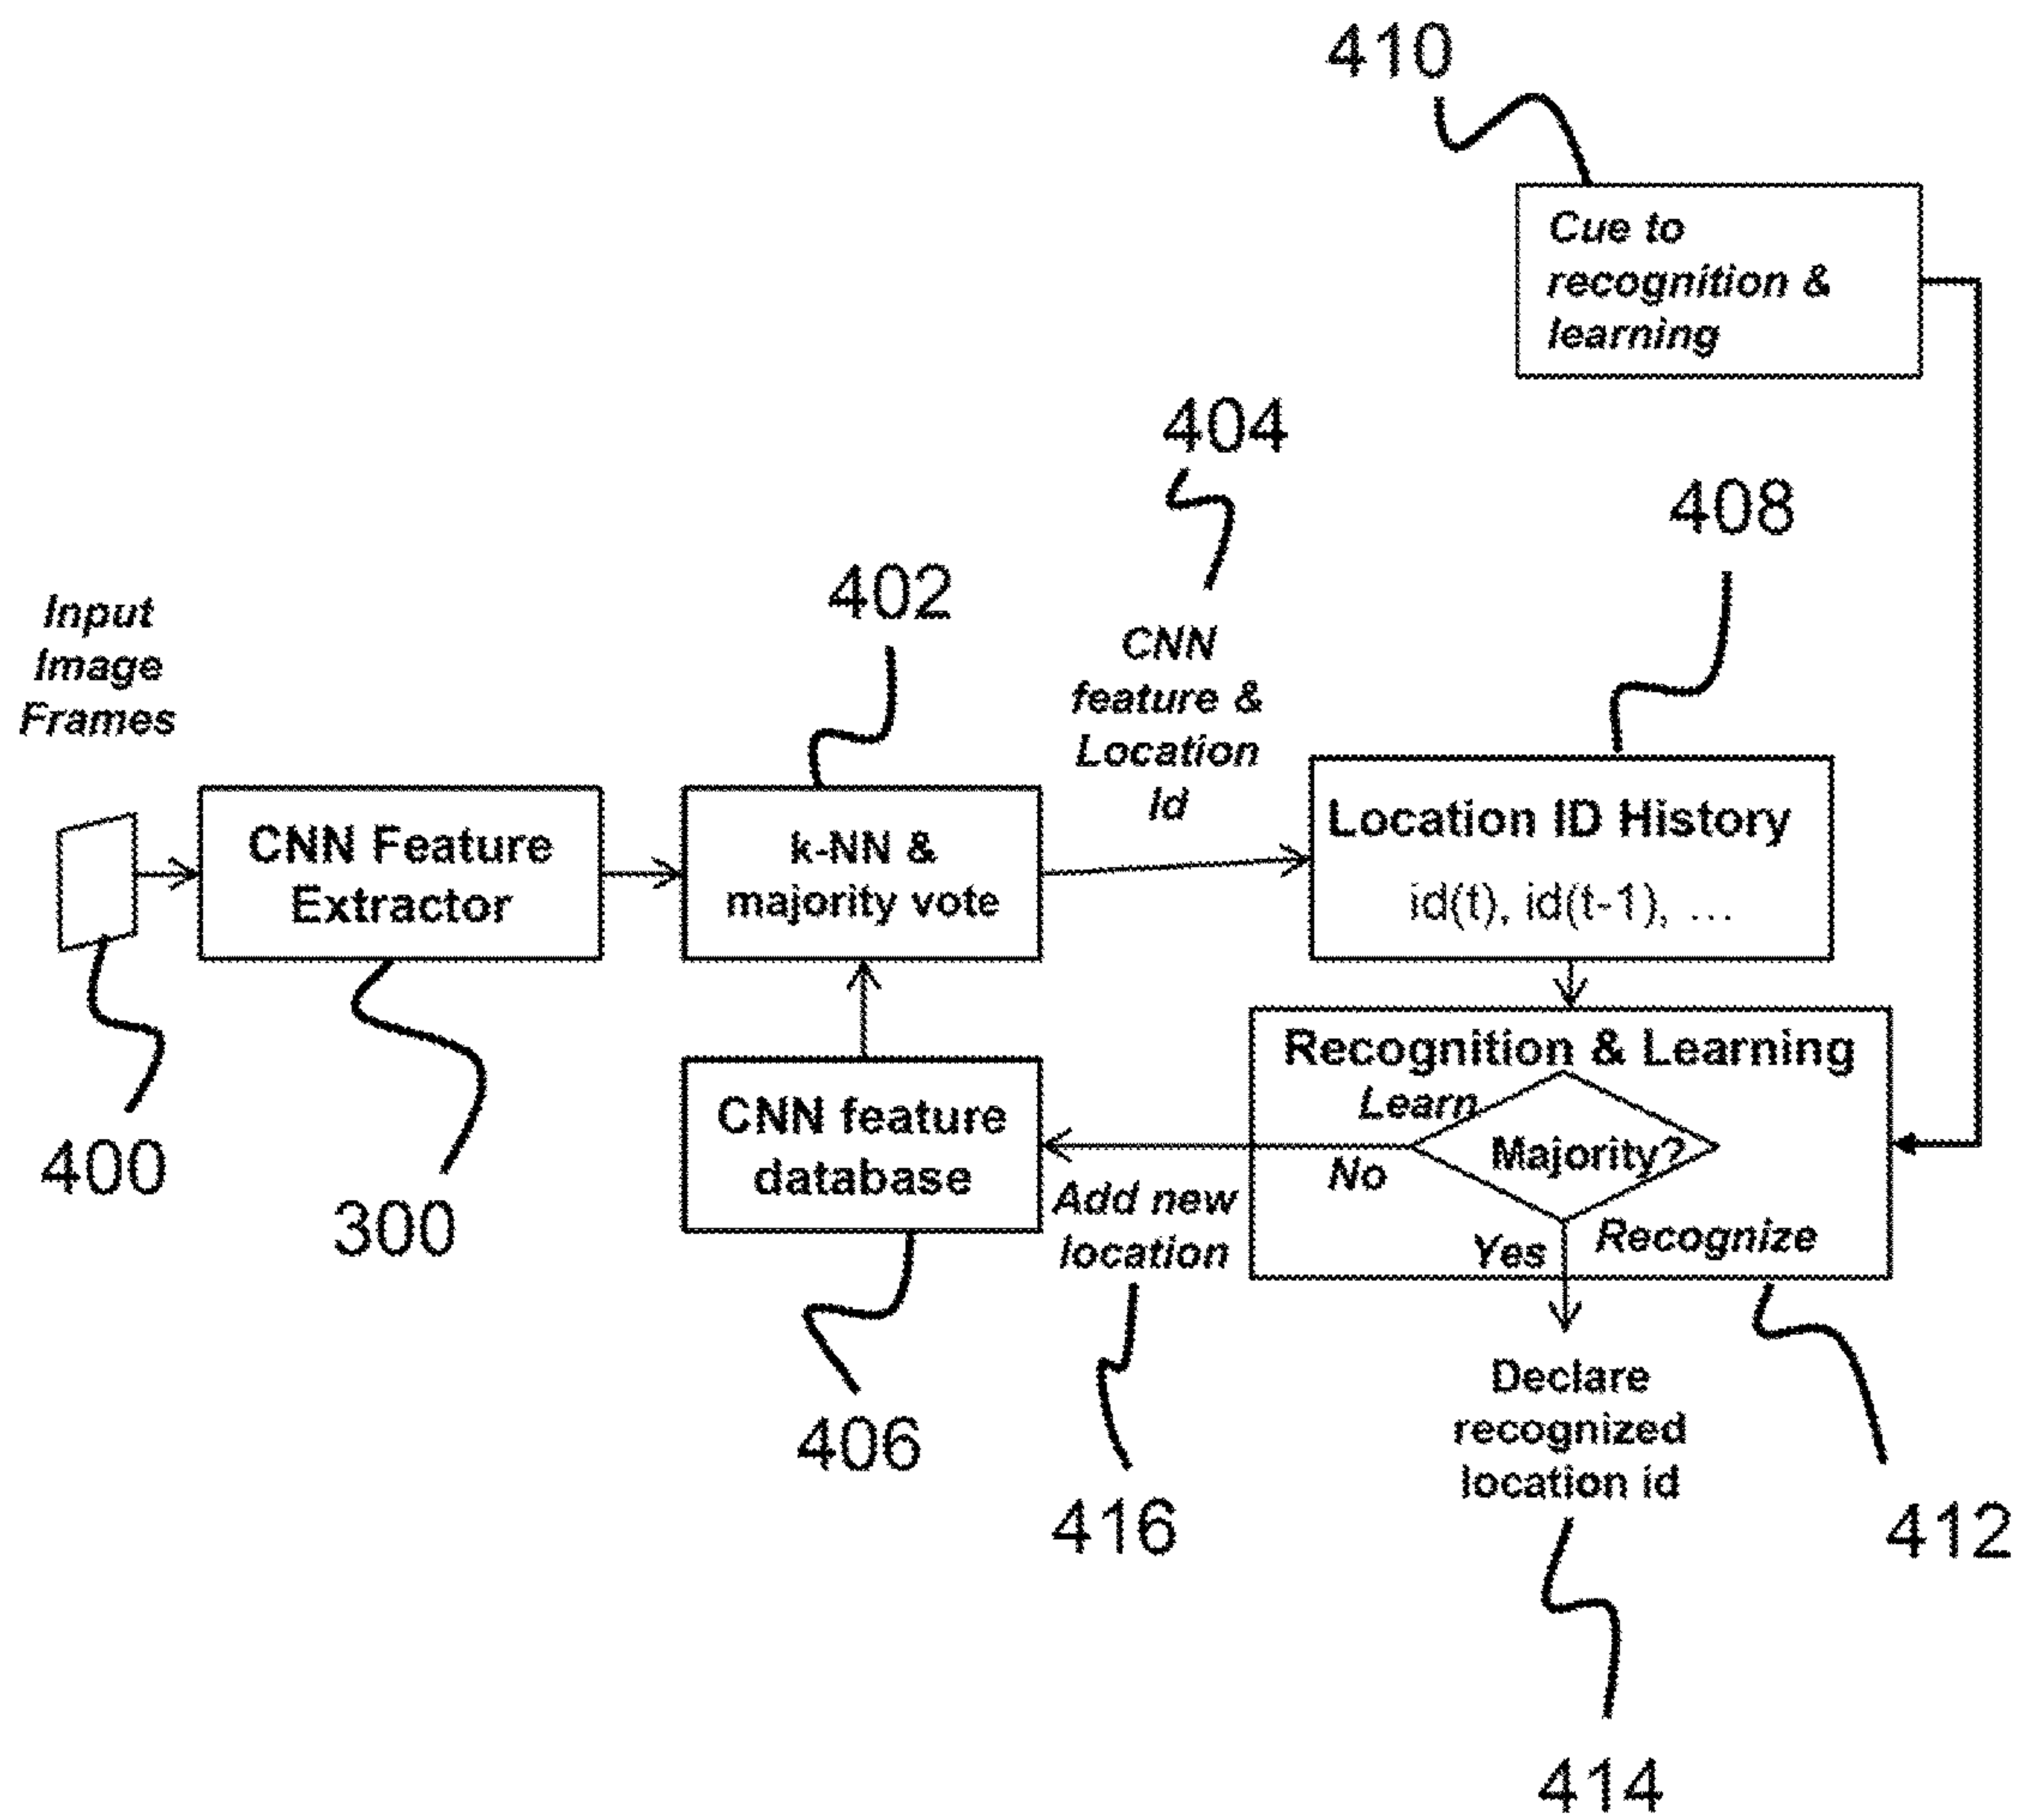 410
Cue to
recognition &
learning
404
408
402
Input
Image
Frames
CNN
feature &
Location
Id
CNN Feature
Extractor
k-NN &
majority vote
Location ID History
id(t), id(t-1), ...
Recognition & Learning
Learn
Majority?
No
Yes
Recognize
CNN feature
database
Add new
location
400
300
406
416
Declare
recognized
location id
412
414